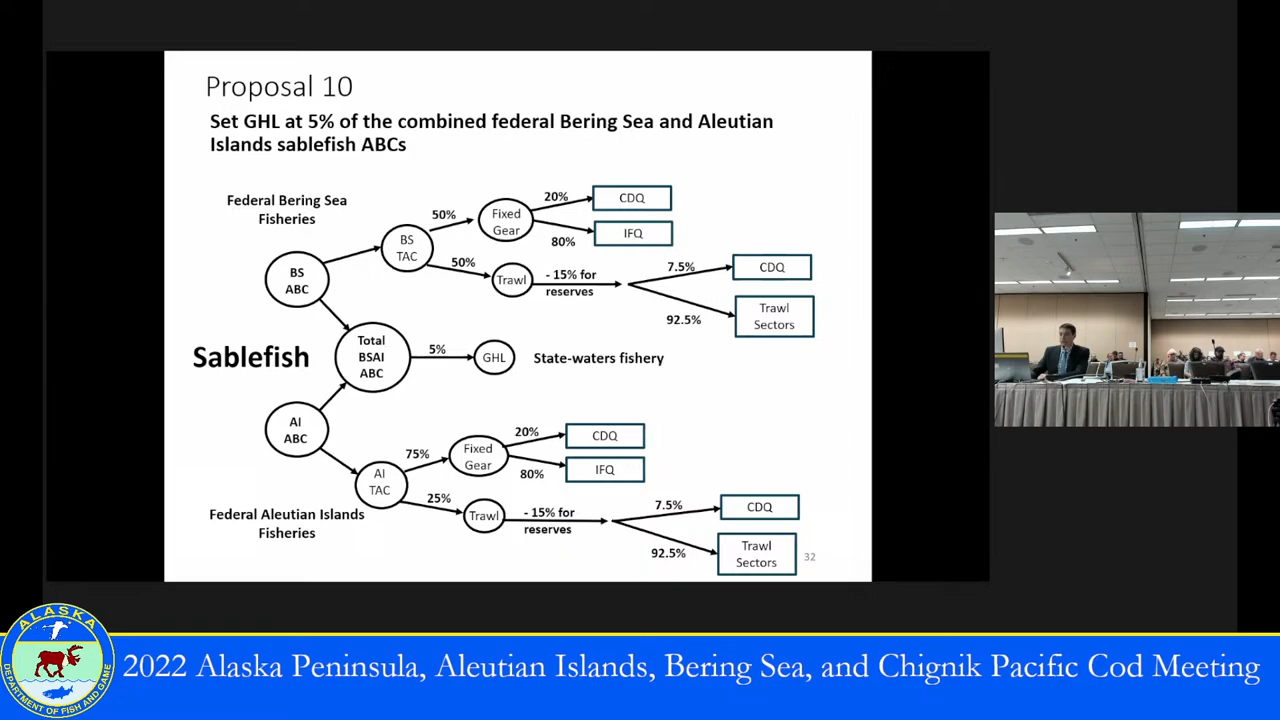 Proposal 10
Set GHL at 5% of the combined federal Bering Sea and Aleutian
Islands sablefish ABCs
Federal Bering Sea
Fisheries
BS
ABC
BS
TAC
50%
50%
Fixed
Gear
20%
80%
CDQ
IFQ
Trawl
- 15% for
reserves
7.5%
92.5%
CDQ
Trawl
Sectors
Sablefish
Total
BSAI
ABC
5%
GHL
State-waters fishery
AI
ABC
AI
TAC
75%
25%
Fixed
Gear
20%
80%
CDQ
IFQ
Trawl
- 15% for
reserves
7.5%
92.5%
CDQ
Trawl
Sectors
Federal Aleutian Islands
Fisheries
32
ALASKA
DEPARTMENT OF FISH AND GAME
2022 Alaska Peninsula, Aleutian Islands, Bering Sea, and Chignik Pacific Cod Meeting